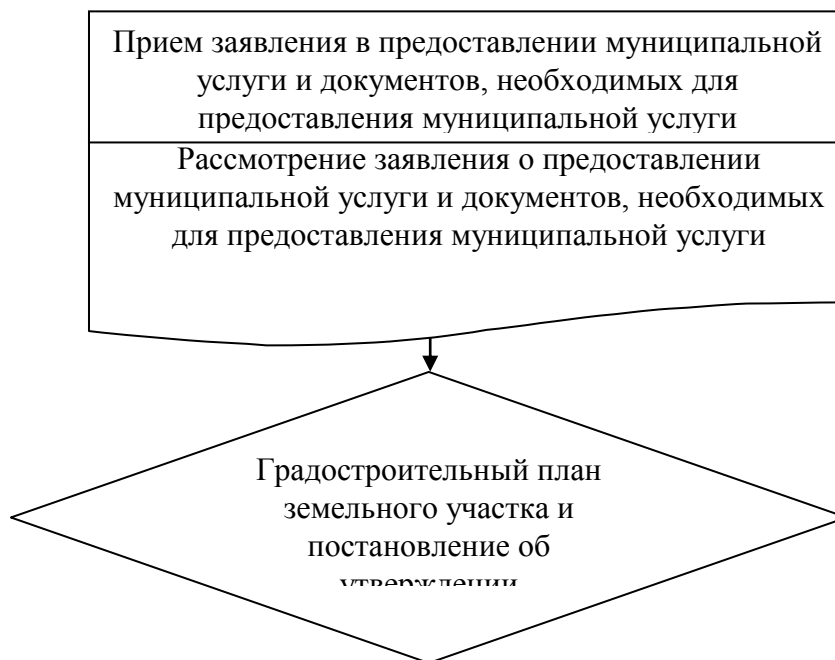 Прием заявления в предоставлении муниципальной
услуги и документов, необходимых для
предоставления муниципальной услуги
Рассмотрение заявления о предоставлении
муниципальной услуги и документов, необходимых
для предоставления муниципальной услуги
Градостроительный план
земельного участка и
постановление об
утверждении